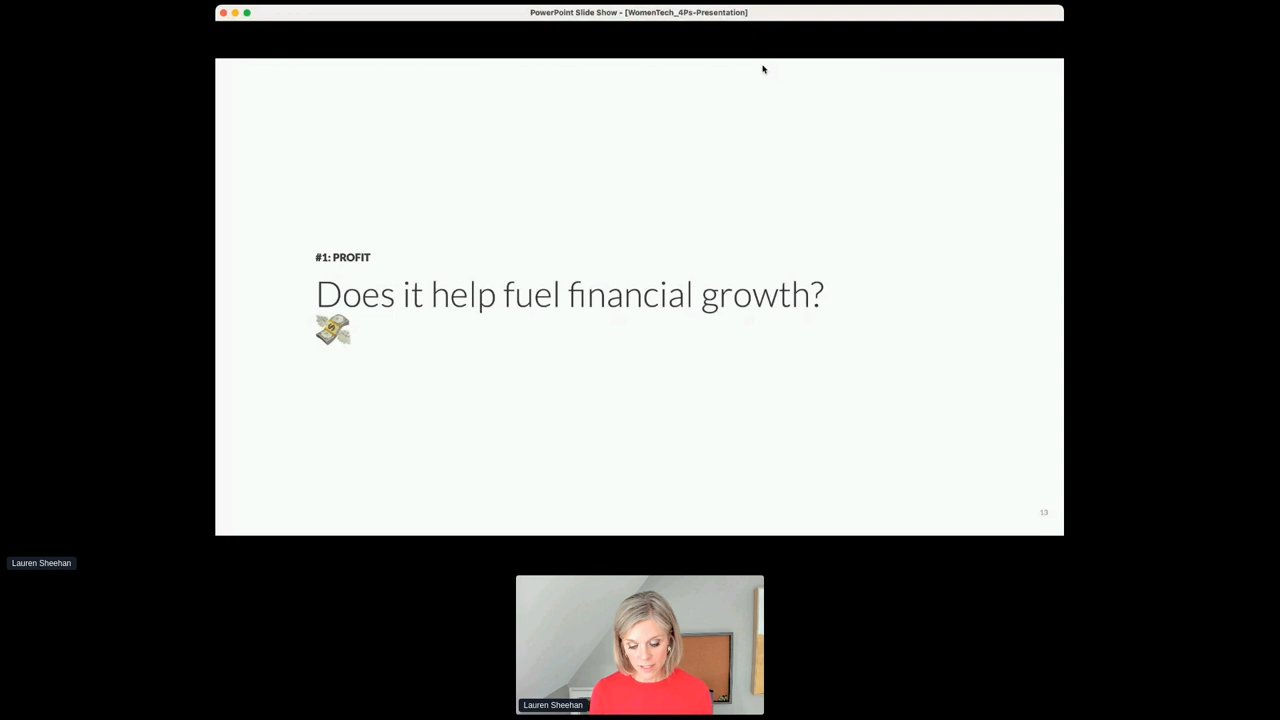 PowerPoint Slide Show - [WomenTech_4Ps-Presentation]
#1: PROFIT
Does it help fuel financial growth?
13
Lauren Sheehan
Lauren Sheehan